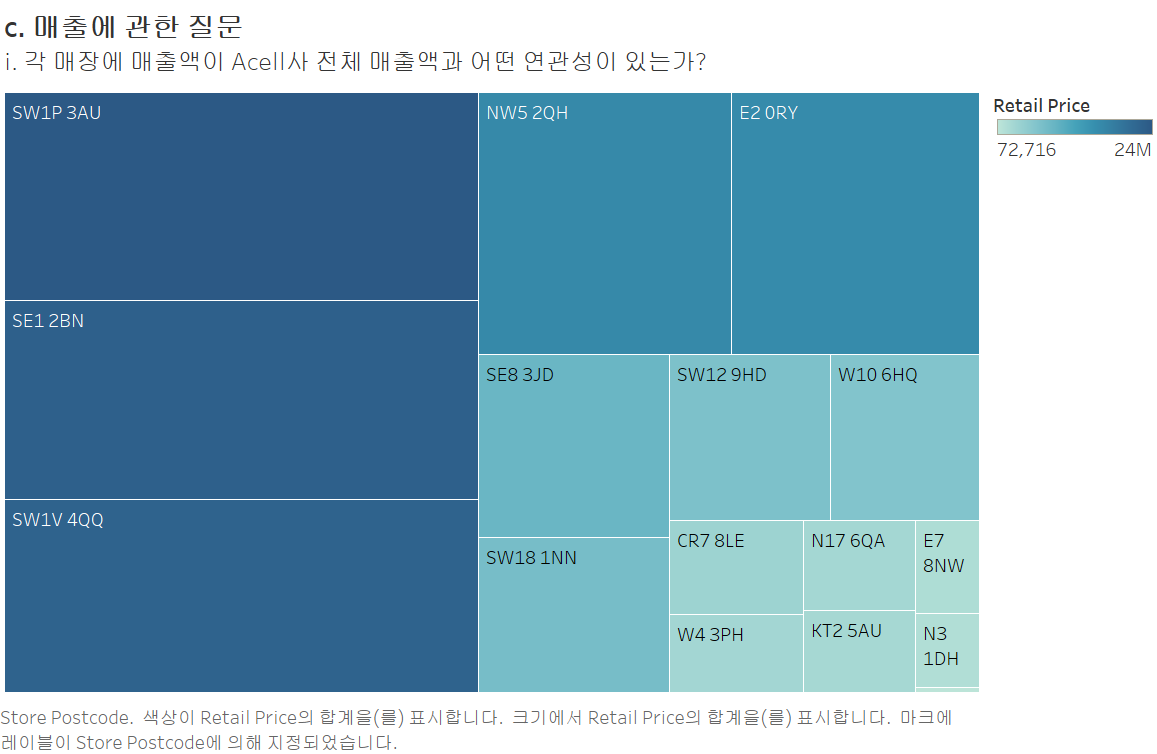 c. 매출에 관한 질문
i. 각 매장에 매출액이 Acell사 전체 매출액과 어떤 연관성이 있는가?
SW1P 3AU
NW5 2QH
E2 0RY
Retail Price
72,716
24M
SE1 2BN
SE8 3JD
SW12 9HD
W10 6HQ
SW1V 4QQ
SW18 1NN
CR7 8LE
N17 6QA
E7
8NW
W4 3PH
KT2 5AU
N3
1DH
Store Postcode. 색상이 Retail Price의 합계을(를) 표시합니다. 크기에서 Retail Price의 합계을(를) 표시합니다. 마크에
레이블이 Store Postcode에 의해 지정되었습니다.